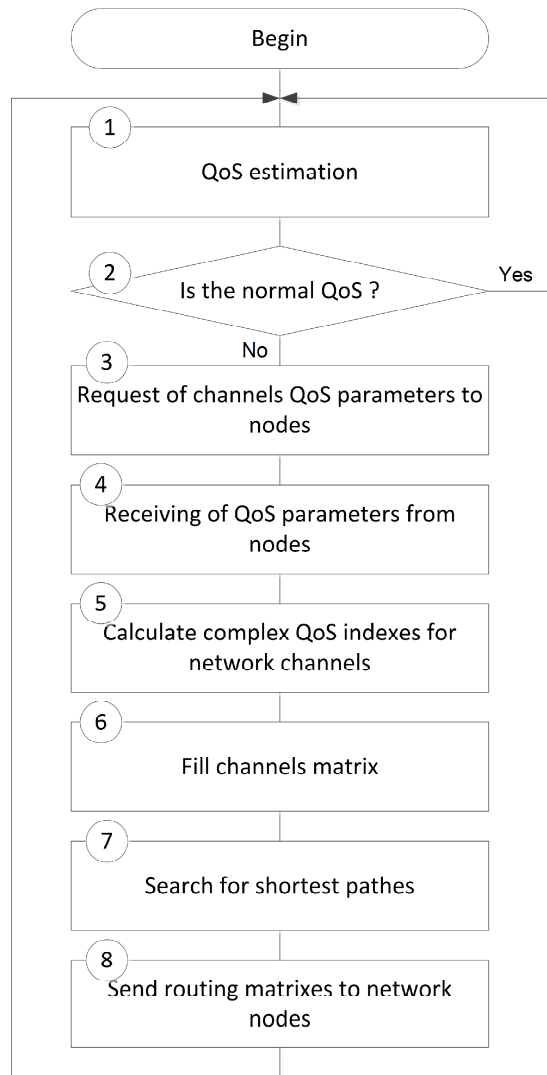 Begin
1
QoS estimation
2
Is the normal QoS ?
Yes
No
3
Request of channels QoS parameters to
nodes
4
Receiving of QoS parameters from
nodes
5
Calculate complex QoS indexes for
network channels
6
Fill channels matrix
7
Search for shortest pathes
8
Send routing matrixes to network
nodes